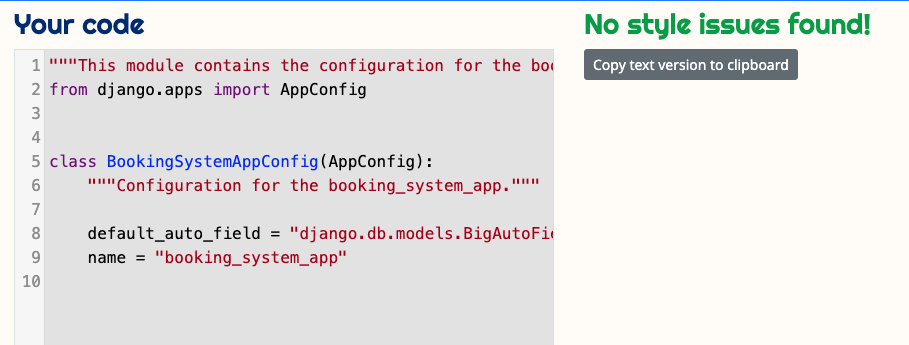 Your code
No style issues found!
Copy text version to clipboard
1 """This module contains the configuration for the
2 from django.apps import AppConfig
3
4
5 class BookingSystemAppConfig(AppConfig):
6     """Configuration for the booking_system_app."""
7
8     default_auto_field = "django.db.models.BigAutoFie
9     name = "booking_system_app"
10